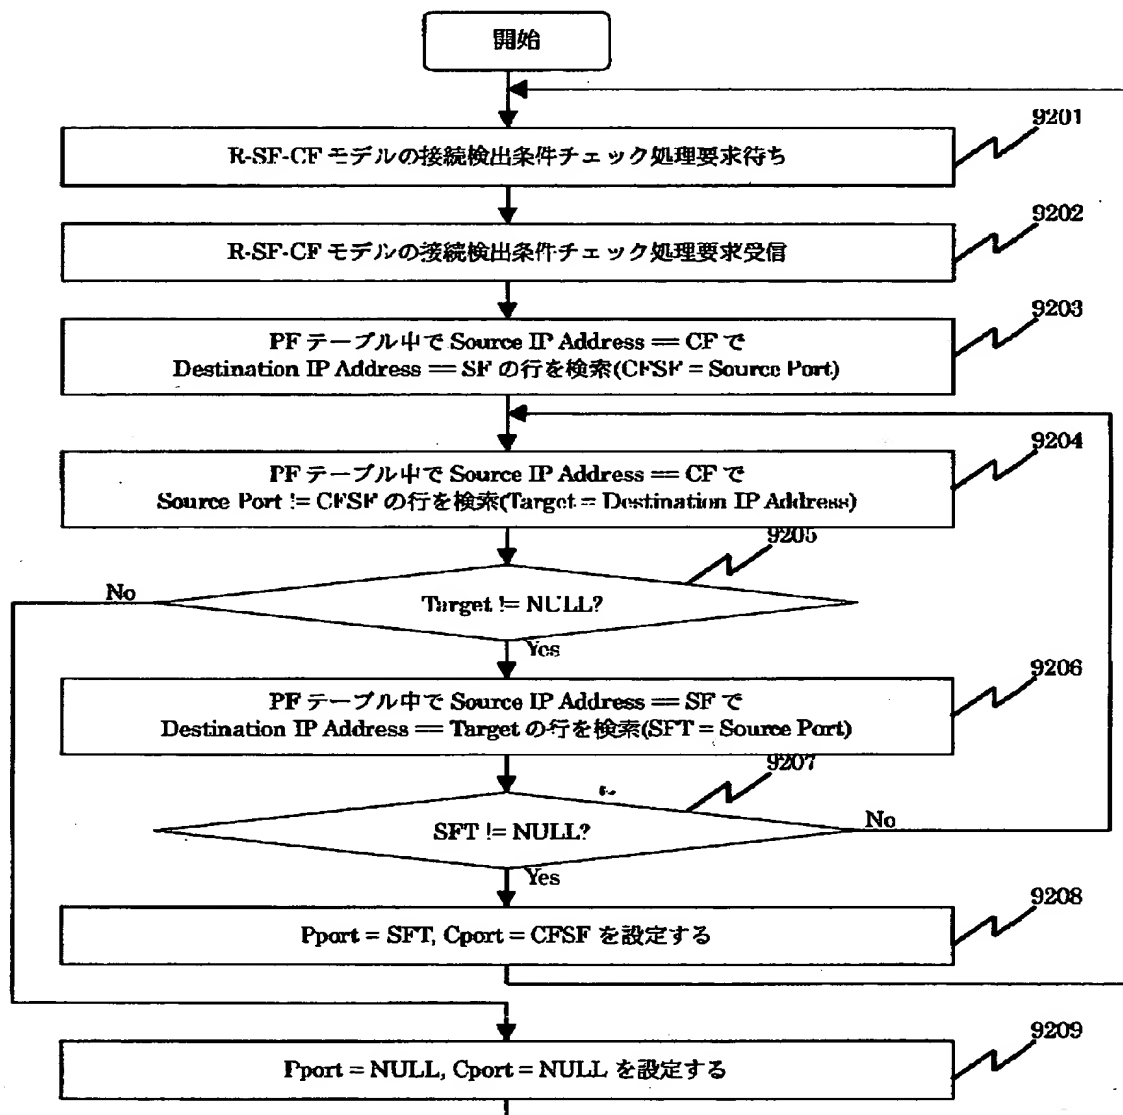 開始
9201
R-SF-CF モデルの接続検出条件チェック処理要求待ち
9202
R-SF-CF モデルの接続検出条件チェック処理要求受信
9203
PF テーブル中で Source IP Address == CF で
Destination IP Address == SF の行を検索(CFSF = Source Port)
9204
PF テーブル中で Source IP Address == CF で
Source Port != CFSF の行を検索(Target = Destination IP Address)
9205
No
Target != NULL?
Yes
9206
PF テーブル中で Source IP Address == SF で
Destination IP Address == Target の行を検索(SFT = Source Port)
9207
SFT != NULL?
No
Yes
9208
Pport = SFT, Cport = CFSF を設定する
9209
Pport = NULL, Cport = NULL を設定する